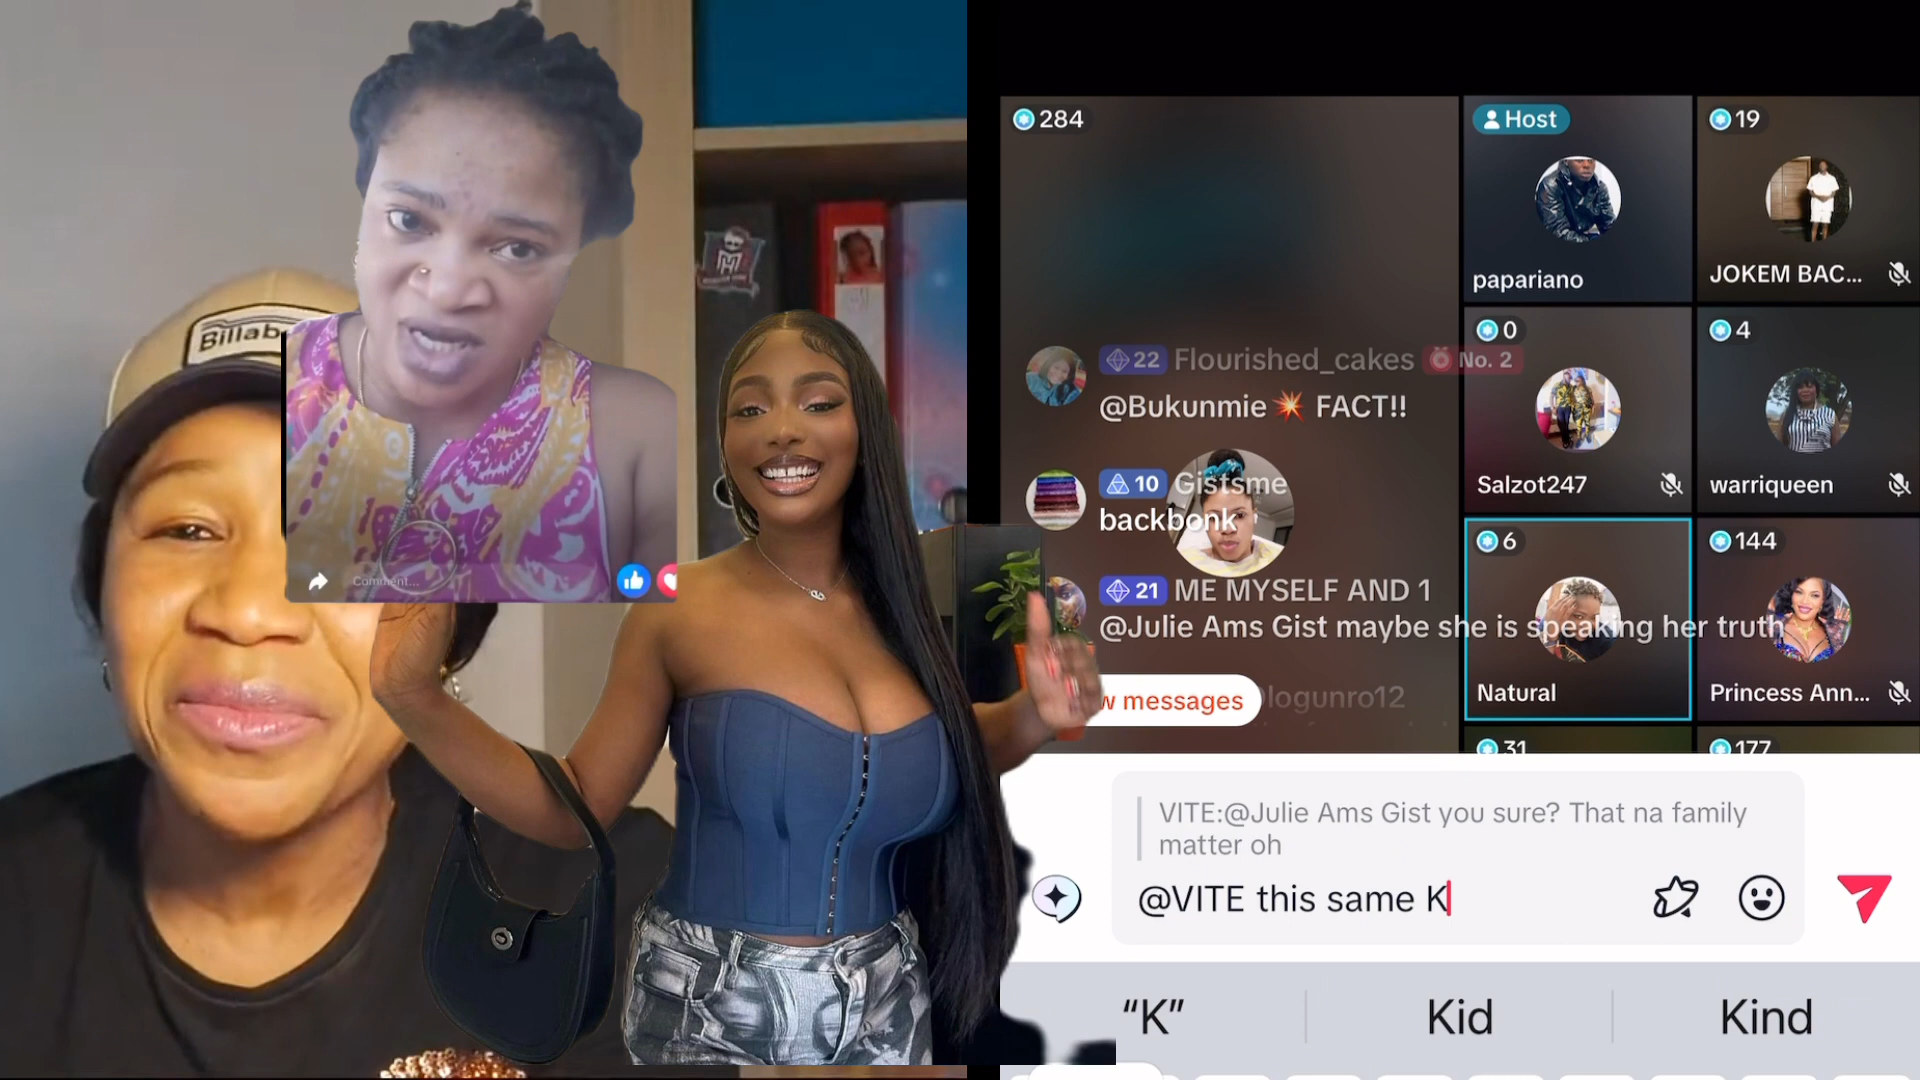 Billab
Comment...
284
Host
papariano
19
JOKEM BAC...
22 Flourished_cakes No. 2
@Bukunmie 💥 FACT!!
0
Salzot247
4
warriqueen
10 Gistsme
backbonk
21 ME MYSELF AND 1
@Julie Ams Gist maybe she is speaking her truth
6
Natural
144
Princess Ann...
messages
logunro12
31
177
VITE:@Julie Ams Gist you sure? That na family
matter oh
@VITE this same K
“K”
Kid
Kind